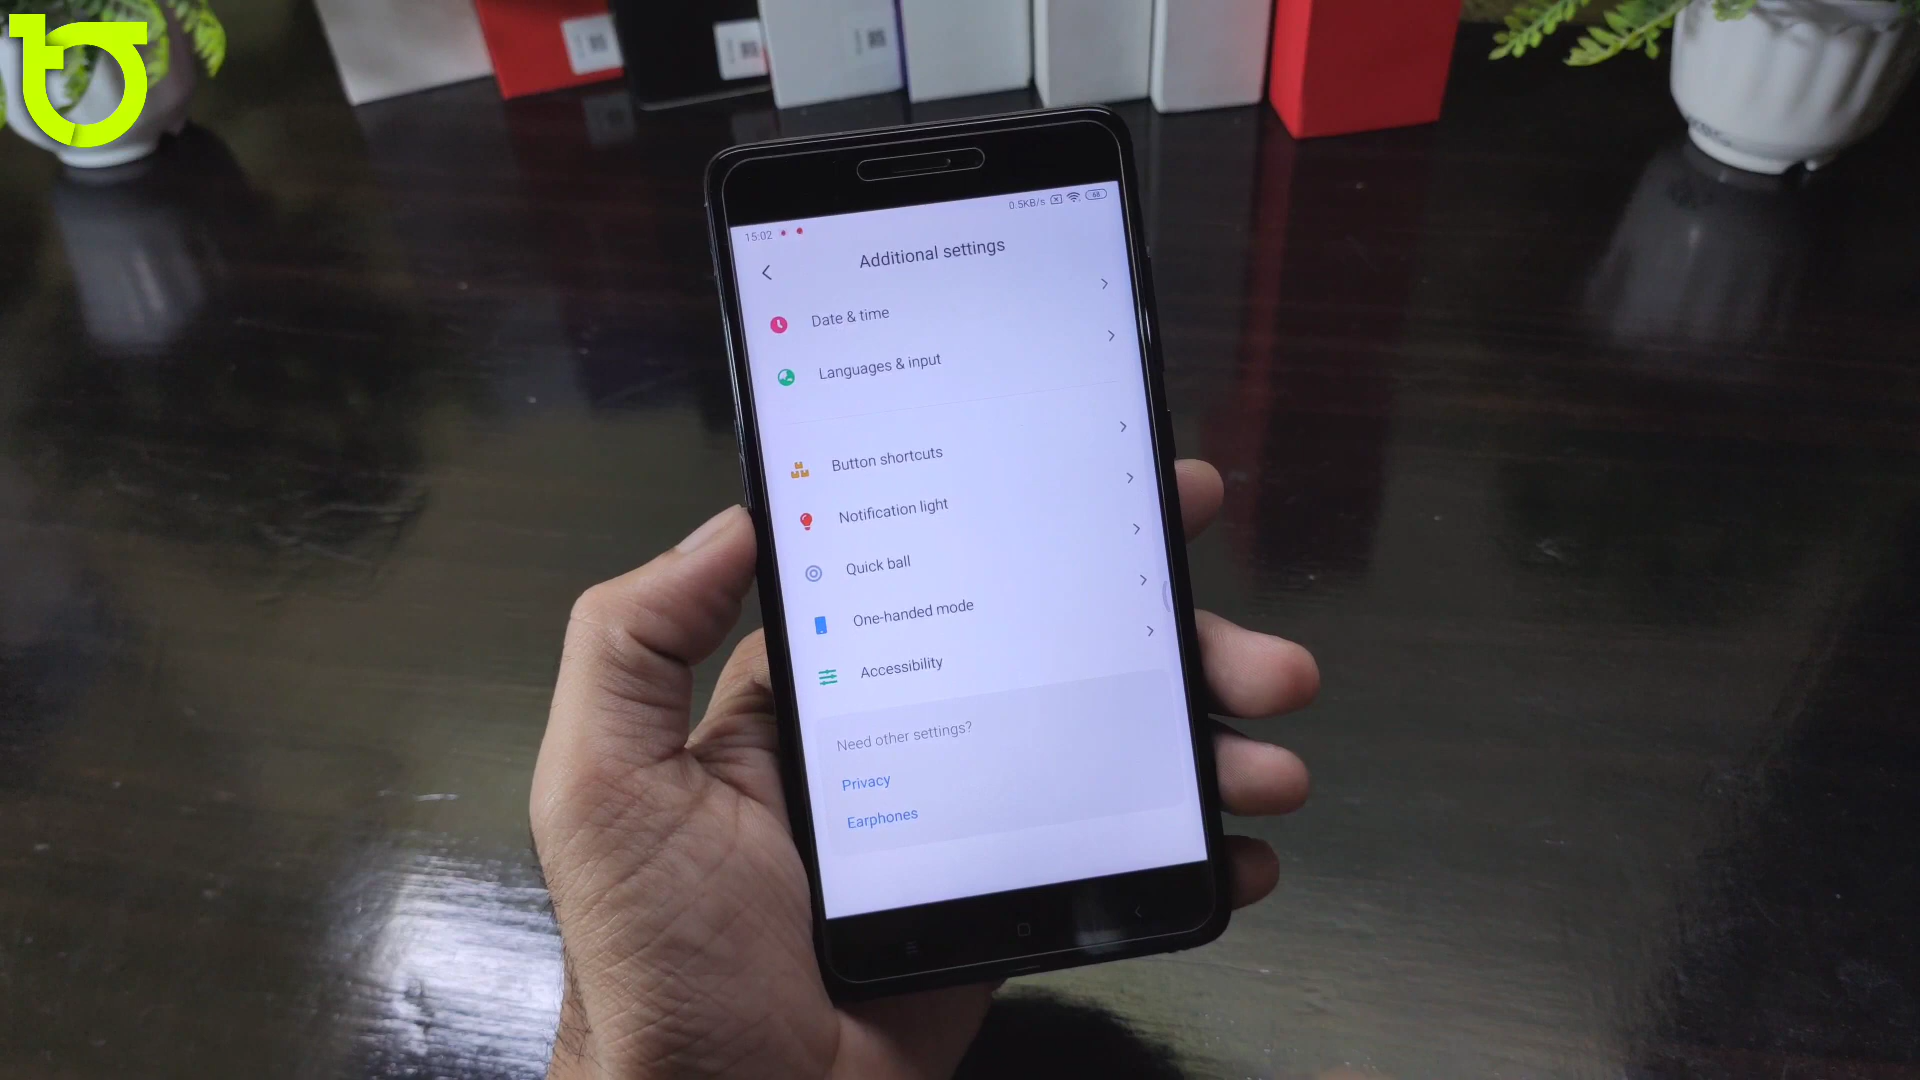 15:02
0.5KB/s
68
Additional settings
Date & time
Languages & input
Button shortcuts
Notification light
Quick ball
One-handed mode
Accessibility
Need other settings?
Privacy
Earphones